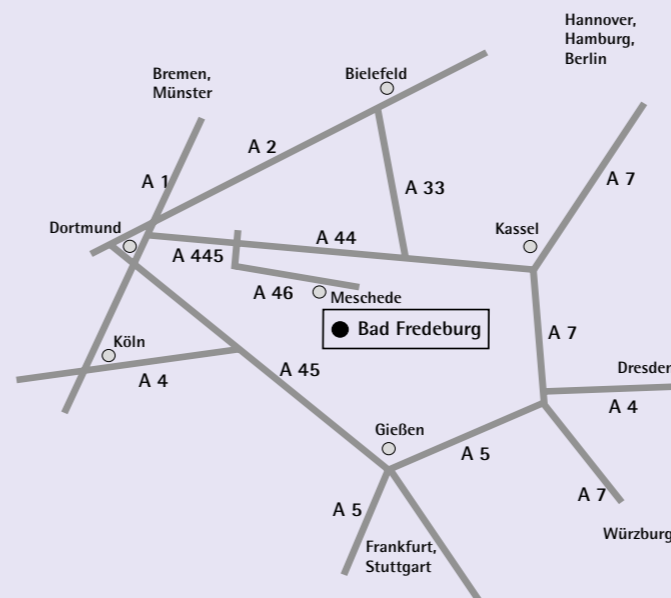 Hannover,
Hamburg,
Berlin
Bielefeld
Bremen,
Münster
A 2
A 1
A 33
A 7
Dortmund
A 44
Kassel
A 445
A 46
Meschede
Bad Fredeburg
A 7
Köln
A 4
A 45
Dresden
A 4
Gießen
A 5
A 7
A 5
Würzburg
Frankfurt,
Stuttgart